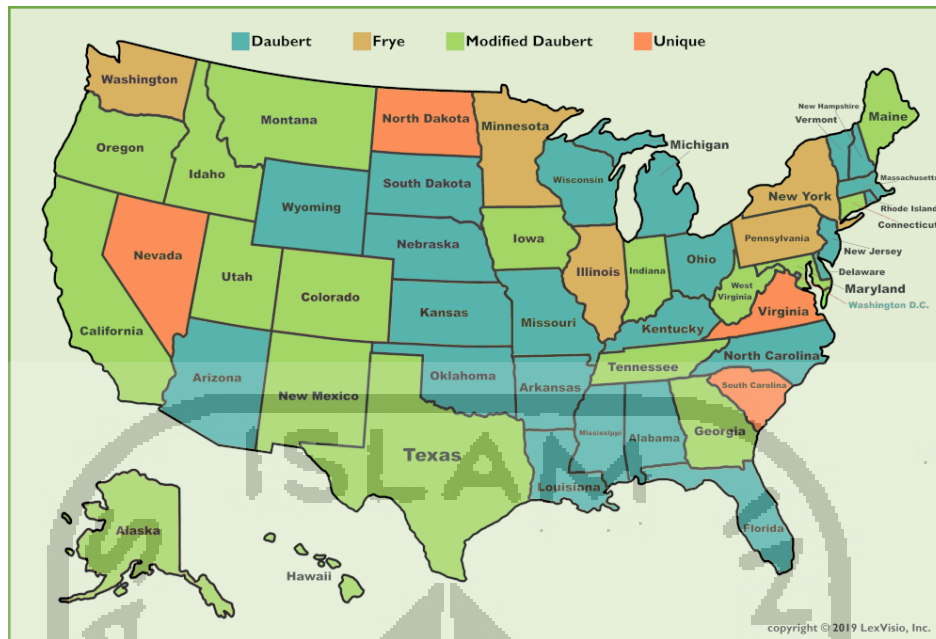 Daubert
Frye
Modified Daubert
Unique
Washington
Oregon
Idaho
Montana
North Dakota
Minnesota
South Dakota
Wyoming
Nebraska
Iowa
Wisconsin
Michigan
New Hampshire
Vermont
Maine
Massachusetts
New York
Rhode Island
Connecticut
Pennsylvania
New Jersey
Delaware
Maryland
Washington D.C.
Nevada
Utah
Colorado
California
Kansas
Missouri
Illinois
Indiana
Ohio
West
Virginia
Virginia
Kentucky
North Carolina
Tennessee
South Carolina
Arizona
New Mexico
Oklahoma
Arkansas
Texas
Louisiana
Mississippi
Alabama
Georgia
Florida
Alaska
Hawaii
ISLAM
copyright © 2019 LexVisio, Inc.